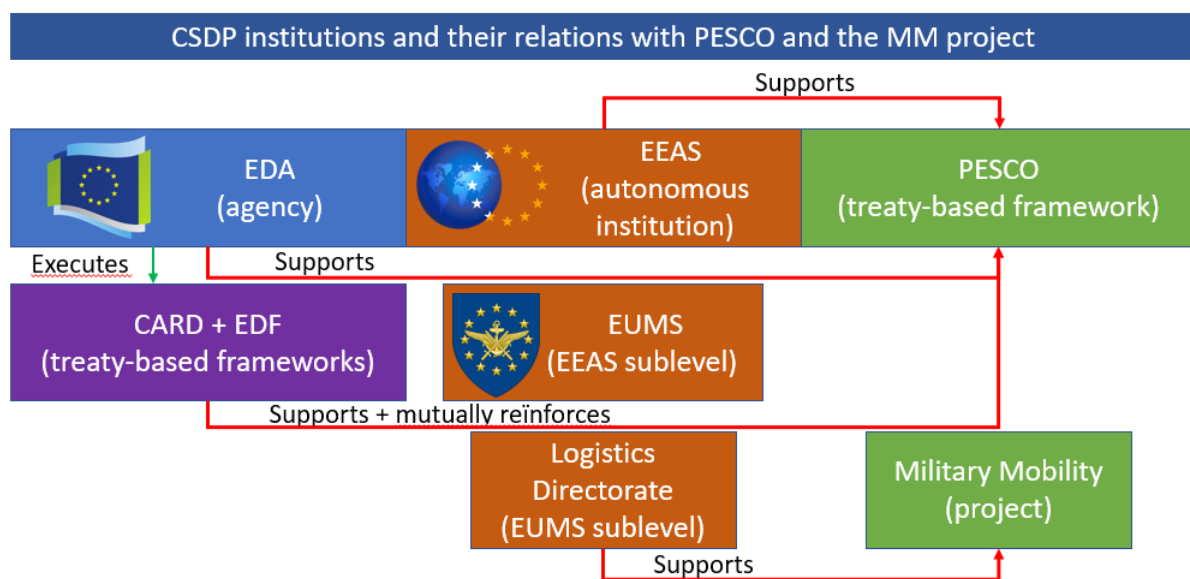 CSDP institutions and their relations with PESCO and the MM project
Supports
EDA
(agency)
EEAS
(autonomous
institution)
PESCO
(treaty-based framework)
Executes
Supports
CARD + EDF
(treaty-based frameworks)
EUMS
(EEAS sublevel)
Supports + mutually reïnforces
Logistics
Directorate
(EUMS sublevel)
Military Mobility
(project)
Supports